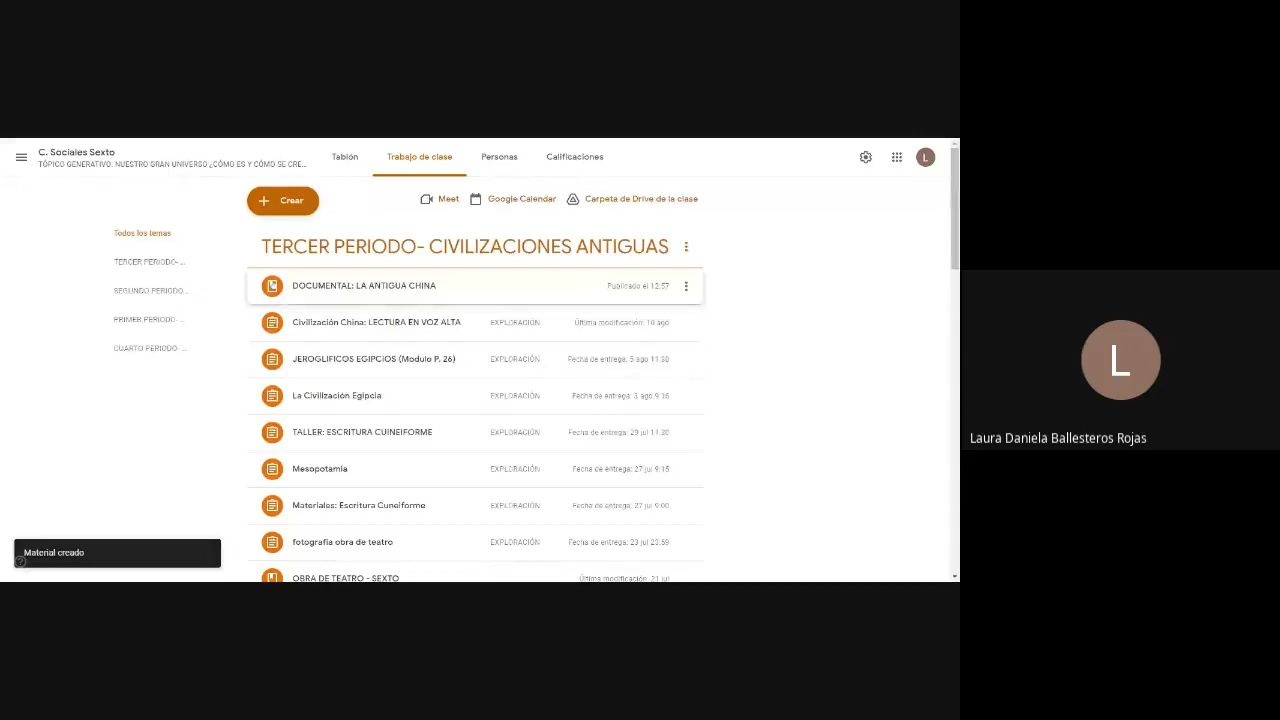 C. Sociales Sexto
TÓPICO GENERATIVO: NUESTRO GRAN UNIVERSO ¿CÓMO ES Y CÓMO SE CRE...
Tablón
Trabajo de clase
Personas
Calificaciones
L
Crear
Meet
Google Calendar
Carpeta de Drive de la clase
Todos los temas
TERCER PERIODO- ...
SEGUNDO PERIODO...
PRIMER PERIODO- ...
CUARTO PERIODO- ...
TERCER PERIODO- CIVILIZACIONES ANTIGUAS
DOCUMENTAL: LA ANTIGUA CHINA Publicado el 12:57
Civilización China: LECTURA EN VOZ ALTA EXPLORACIÓN Última modificación: 10 ago
JEROGLIFICOS EGIPCIOS (Modulo P. 26) EXPLORACIÓN Fecha de entrega: 5 ago 11:30
La Civilización Egipcia EXPLORACIÓN Fecha de entrega: 3 ago 9:16
TALLER: ESCRITURA CUINEIFORME EXPLORACIÓN Fecha de entrega: 29 jul 11:30
Mesopotamia EXPLORACIÓN Fecha de entrega: 27 jul 9:15
Materiales: Escritura Cuneiforme EXPLORACIÓN Fecha de entrega: 27 jul 9:00
fotografia obra de teatro EXPLORACIÓN Fecha de entrega: 23 jul 23:59
OBRA DE TEATRO - SEXTO Última modificación: 21 jul
Material creado
L
Laura Daniela Ballesteros Rojas